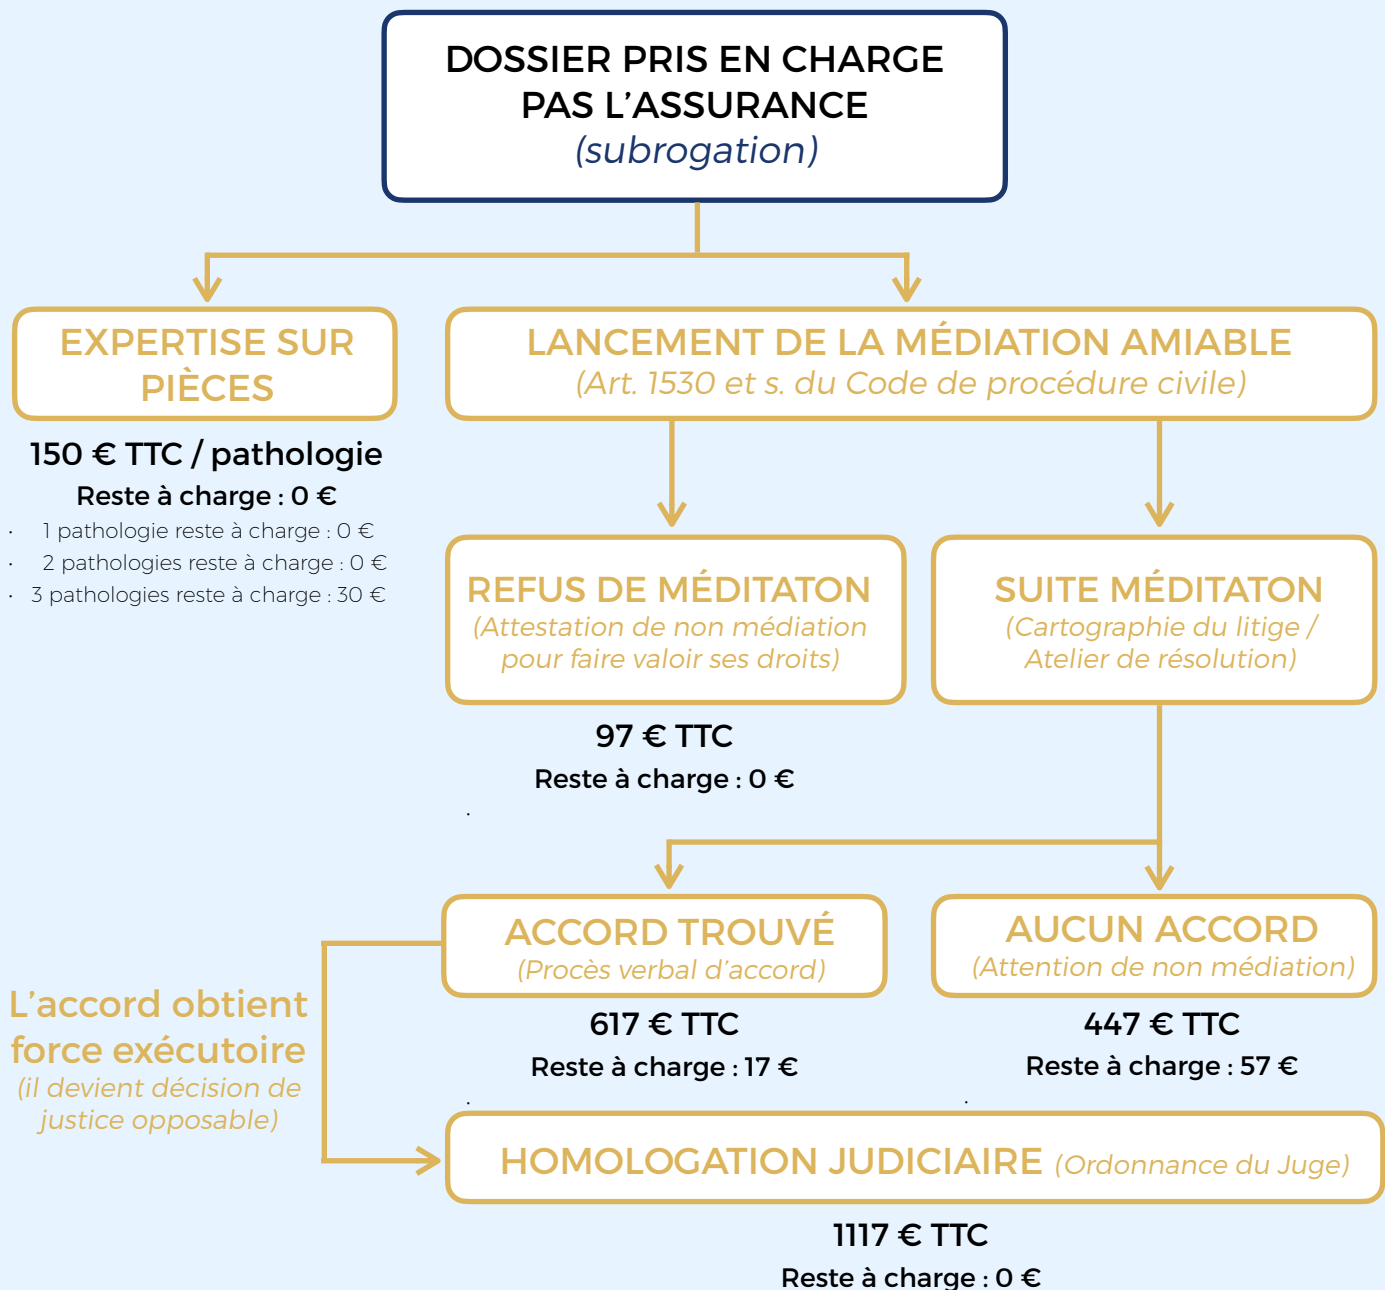 DOSSIER PRIS EN CHARGE
PAS L'ASSURANCE
(subrogation)
EXPERTISE SUR
PIÈCES
150 € TTC / pathologie
Reste à charge : 0 €
· 1 pathologie reste à charge : 0 €
· 2 pathologies reste à charge : 0 €
· 3 pathologies reste à charge : 30 €
LANCEMENT DE LA MÉDIATION AMIABLE
(Art. 1530 et s. du Code de procédure civile)
REFUS DE MÉDITATON
(Attestation de non médiation
pour faire valoir ses droits)
97 € TTC
Reste à charge : 0 €
SUITE MÉDITATON
(Cartographie du litige /
Atelier de résolution)
ACCORD TROUVÉ
(Procès verbal d'accord)
617 € TTC
Reste à charge : 17 €
AUCUN ACCORD
(Attention de non médiation)
447 € TTC
Reste à charge : 57 €
L'accord obtient
force exécutoire
(il devient décision de
justice opposable)
HOMOLOGATION JUDICIAIRE (Ordonnance du Juge)
1117 € TTC
Reste à charge : 0 €